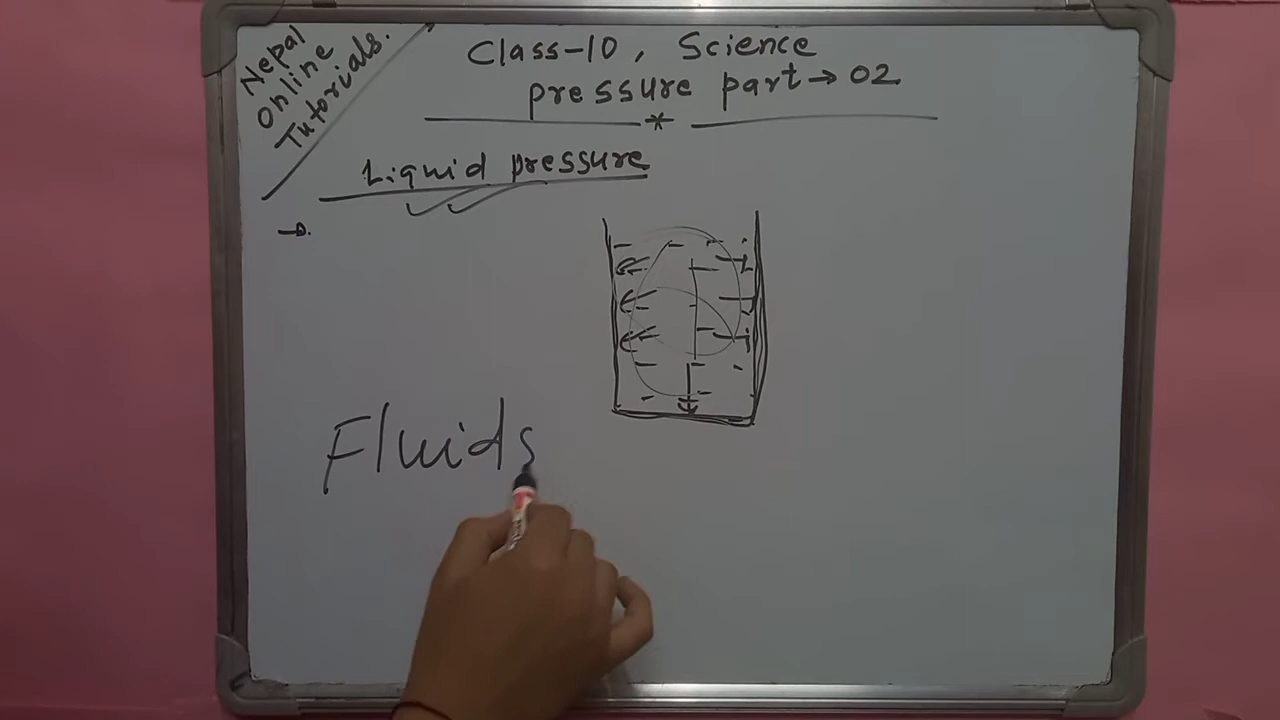 Nepal
Online
Tutorials.
Class-10, Science
pressure part→02
Liquid pressure
Fluids